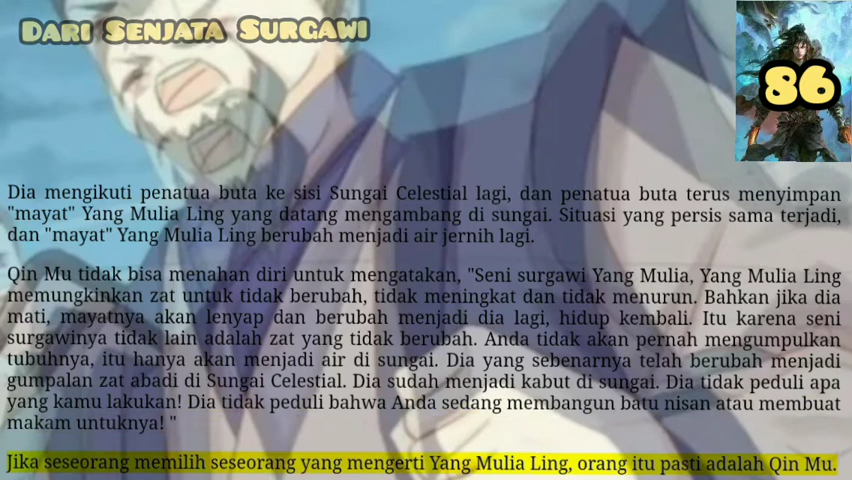 Dari Senjata Surgawi
86
Dia mengikuti penatua buta ke sisi Sungai Celestial lagi, dan penatua buta terus menyimpan
"mayat" Yang Mulia Ling yang datang mengambang di sungai. Situasi yang persis sama terjadi,
dan "mayat" Yang Mulia Ling berubah menjadi air jernih lagi.
Qin Mu tidak bisa menahan diri untuk mengatakan, "Seni surgawi Yang Mulia, Yang Mulia Ling
memungkinkan zat untuk tidak berubah, tidak meningkat dan tidak menurun. Bahkan jika dia
mati, mayatnya akan lenyap dan berubah menjadi dia lagi, hidup kembali. Itu karena seni
surgawinya tidak lain adalah zat yang tidak berubah. Anda tidak akan pernah mengumpulkan
tubuhnya, itu hanya akan menjadi air di sungai. Dia yang sebenarnya telah berubah menjadi
gumpalan zat abadi di Sungai Celestial. Dia sudah menjadi kabut di sungai. Dia tidak peduli apa
yang kamu lakukan! Dia tidak peduli bahwa Anda sedang membangun batu nisan atau membuat
makam untuknya! "
Jika seseorang memilih seseorang yang mengerti Yang Mulia Ling, orang itu pasti adalah Qin Mu.